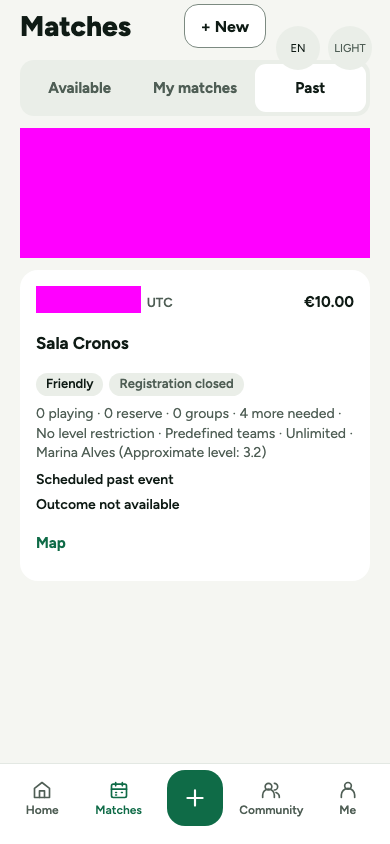 Matches
+ New
EN
LIGHT
Available
My matches
Past
UTC
€10.00
Sala Cronos
Friendly
Registration closed
0 playing · 0 reserve · 0 groups · 4 more needed ·
No level restriction · Predefined teams · Unlimited ·
Marina Alves (Approximate level: 3.2)
Scheduled past event
Outcome not available
Map
Home
Matches
Community
Me